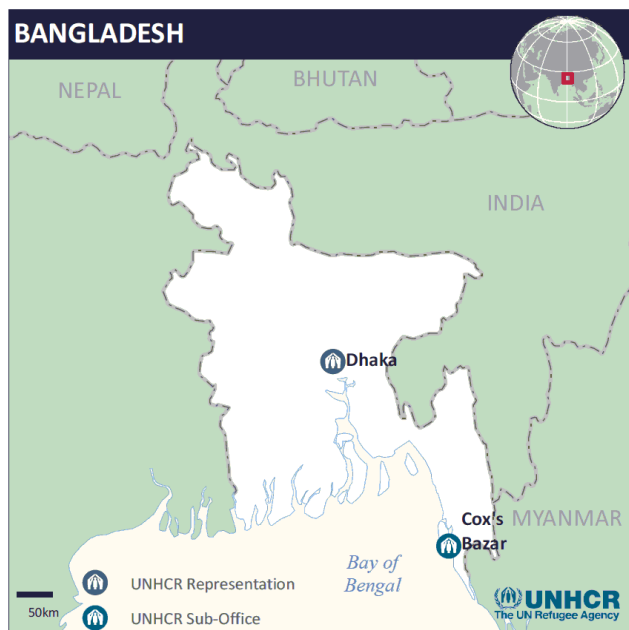 BANGLADESH
NEPAL
BHUTAN
INDIA
Dhaka
Cox's
Bazar
MYANMAR
Bay of
Bengal
UNHCR Representation
50km
UNHCR Sub-Office
UNHCR
The UN Refugee Agency